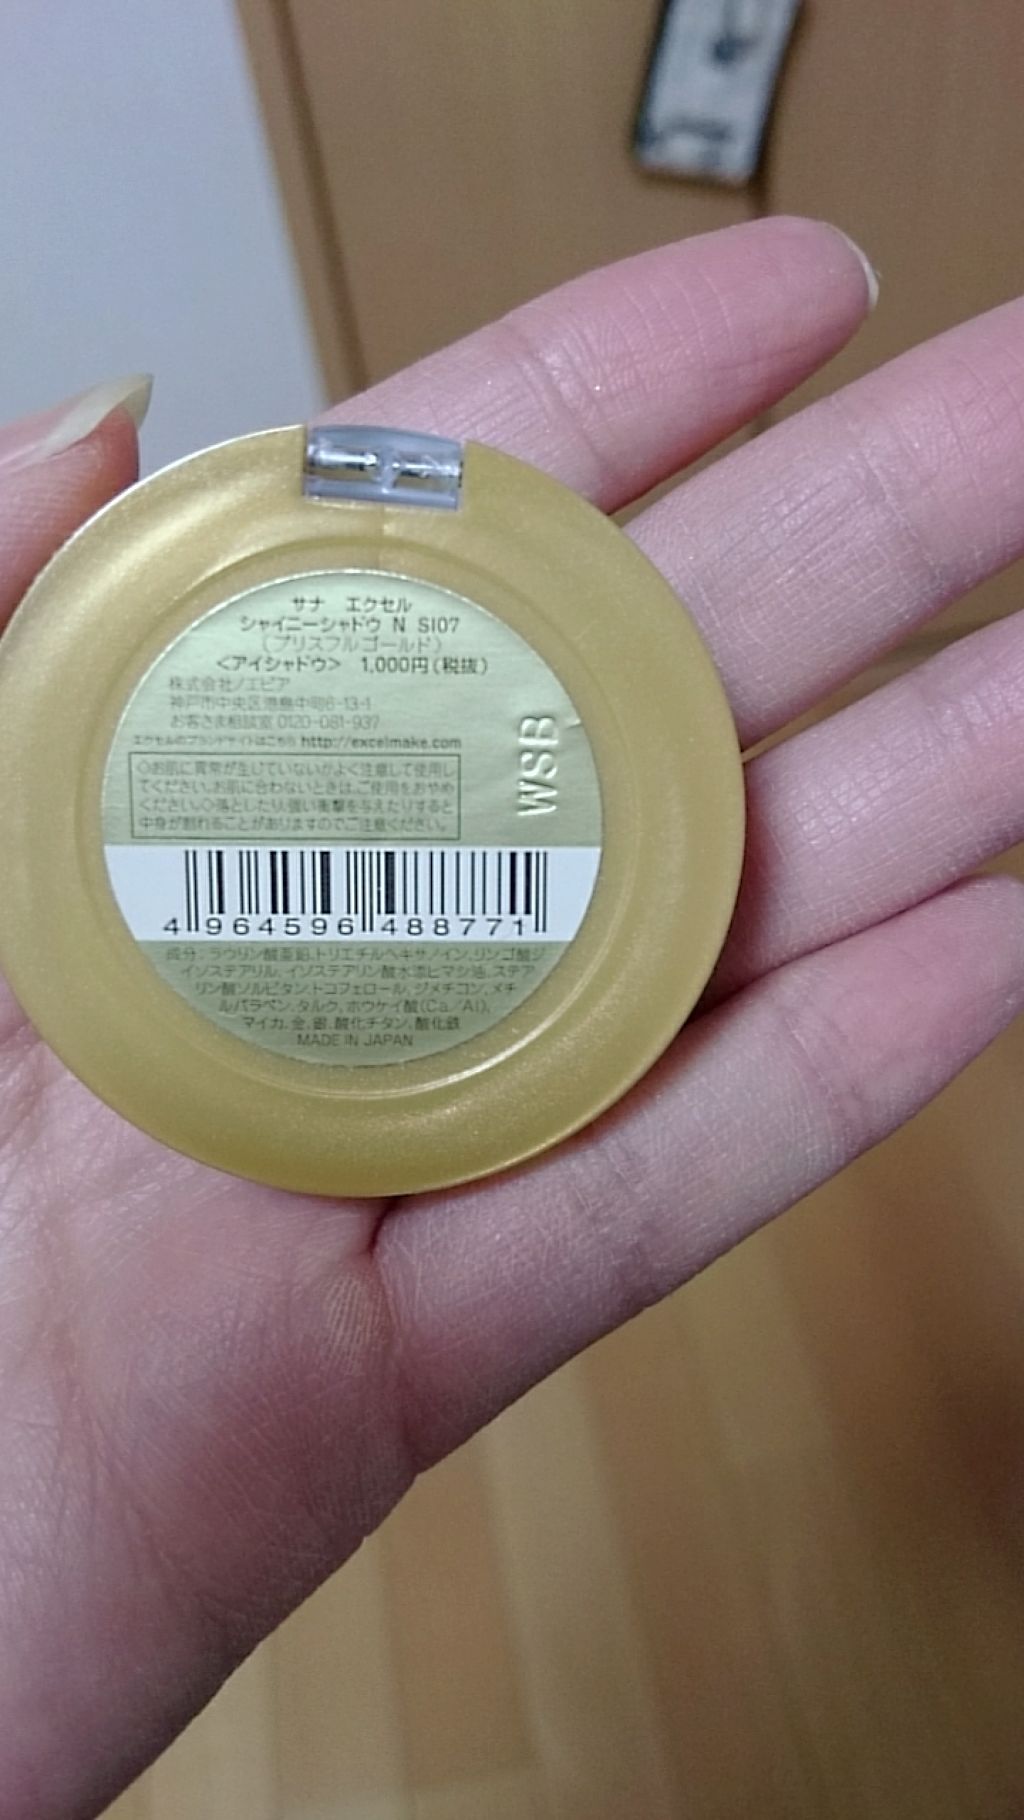 サナ エクセル
シャイニーシャドウ N SI07
(ブリスフルゴールド)
<アイシャドウ> 1,000円(税抜)
株式会社ノエビア
神戸市中央区港島中町6-13-1
お客さま相談室 0120-081-937
エクセルのブランドサイトはこちら http://excelmake.com
◇お肌に異常が生じていないかよく注意して使用し
てください。お肌に合わないときは、ご使用をおやめ
ください。◇落としたり、強い衝撃を与えたりすると
中身が割れることがありますのでご注意ください。
WSB
4 964596 488771
成分:ラウリン酸亜鉛、トリエチルヘキサノイン、リンゴ酸ジ
イソステアリル、イソステアリン酸水添ヒマシ油、ステア
リン酸ソルビタン、トコフェロール、ジメチコン、メチ
ルパラベン、タルク、ホウケイ酸(Ca/Al)、
マイカ、金、銀、酸化チタン、酸化鉄
MADE IN JAPAN